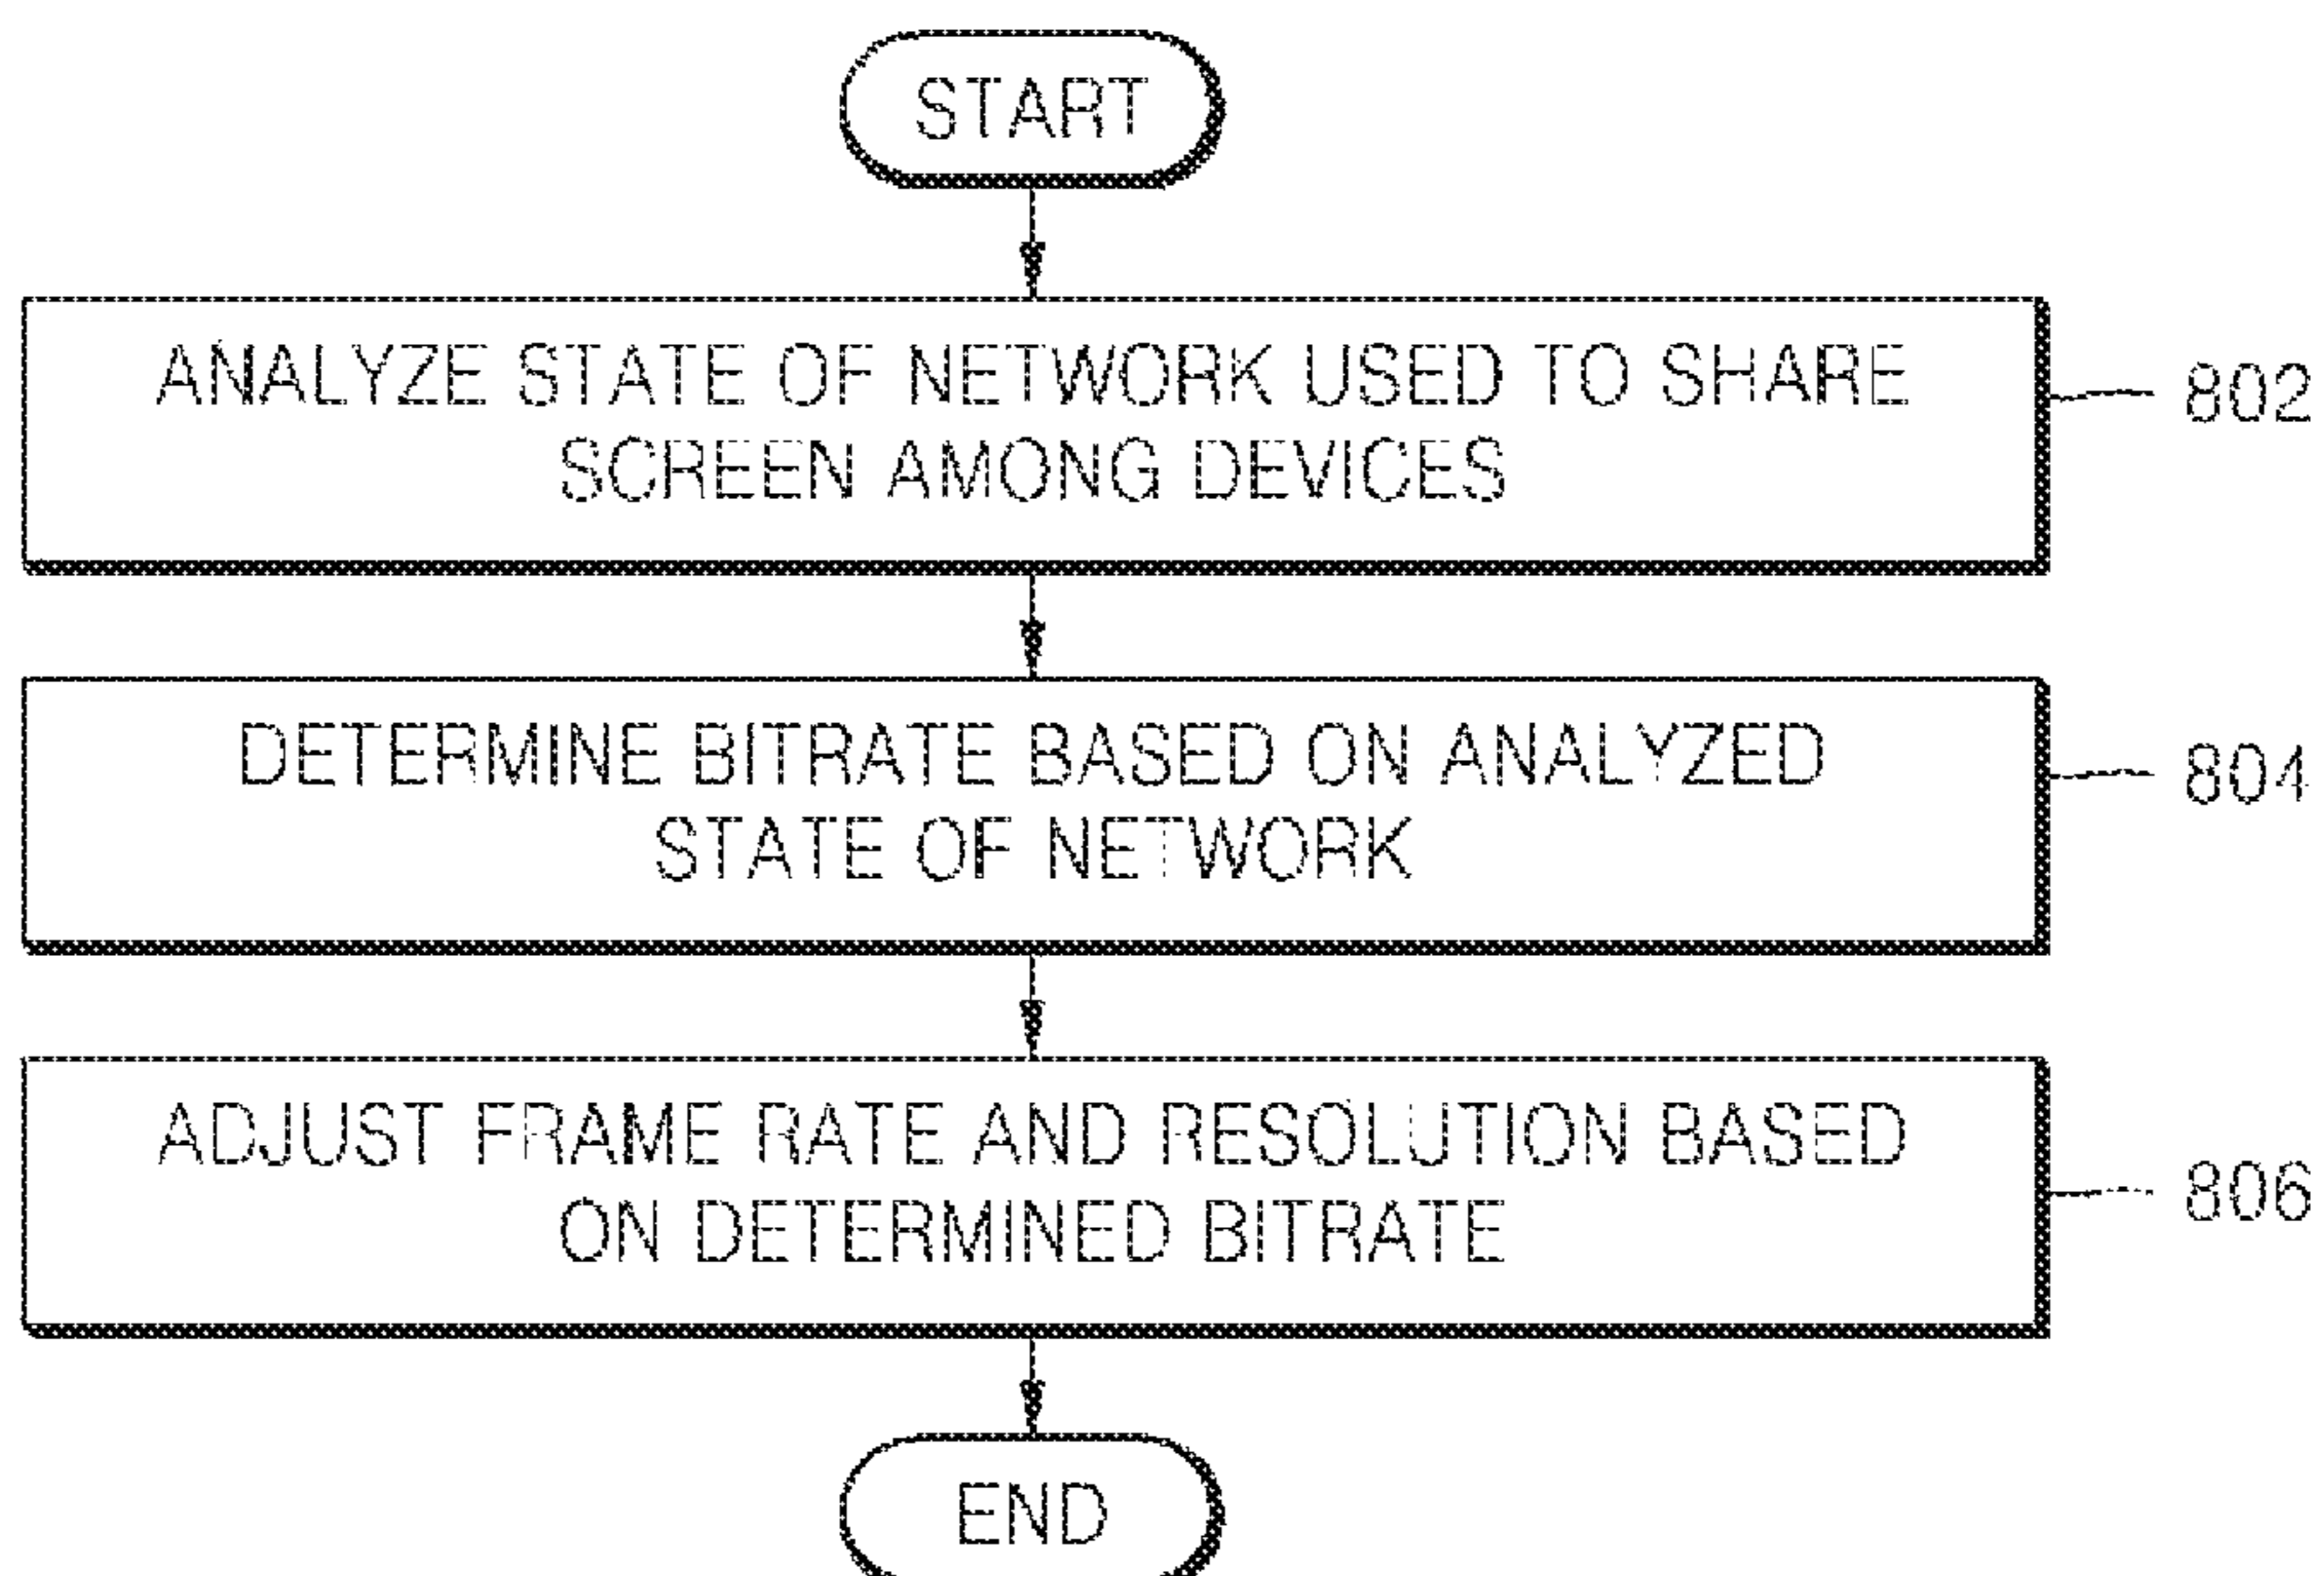 START
ANALYZE STATE OF NETWORK USED TO SHARE
SCREEN AMONG DEVICES
802
DETERMINE BITRATE BASED ON ANALYZED
STATE OF NETWORK
804
ADJUST FRAME RATE AND RESOLUTION BASED
ON DETERMINED BITRATE
806
END